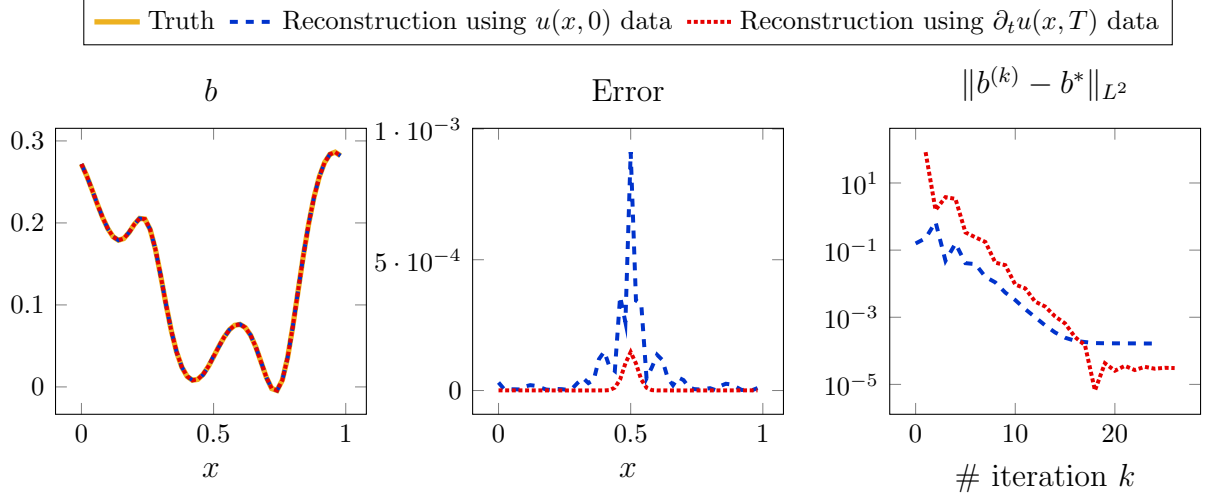 Truth Reconstruction using u(x, 0) data Reconstruction using ∂ₜu(x, T) data
b
Error
‖b⁽ᵏ⁾ − b*‖_{L²}
0.3
0.2
0.1
0
0 0.5 1
x
1 · 10⁻³
5 · 10⁻⁴
0
0 0.5 1
x
10¹
10⁻¹
10⁻³
10⁻⁵
0 10 20
# iteration k